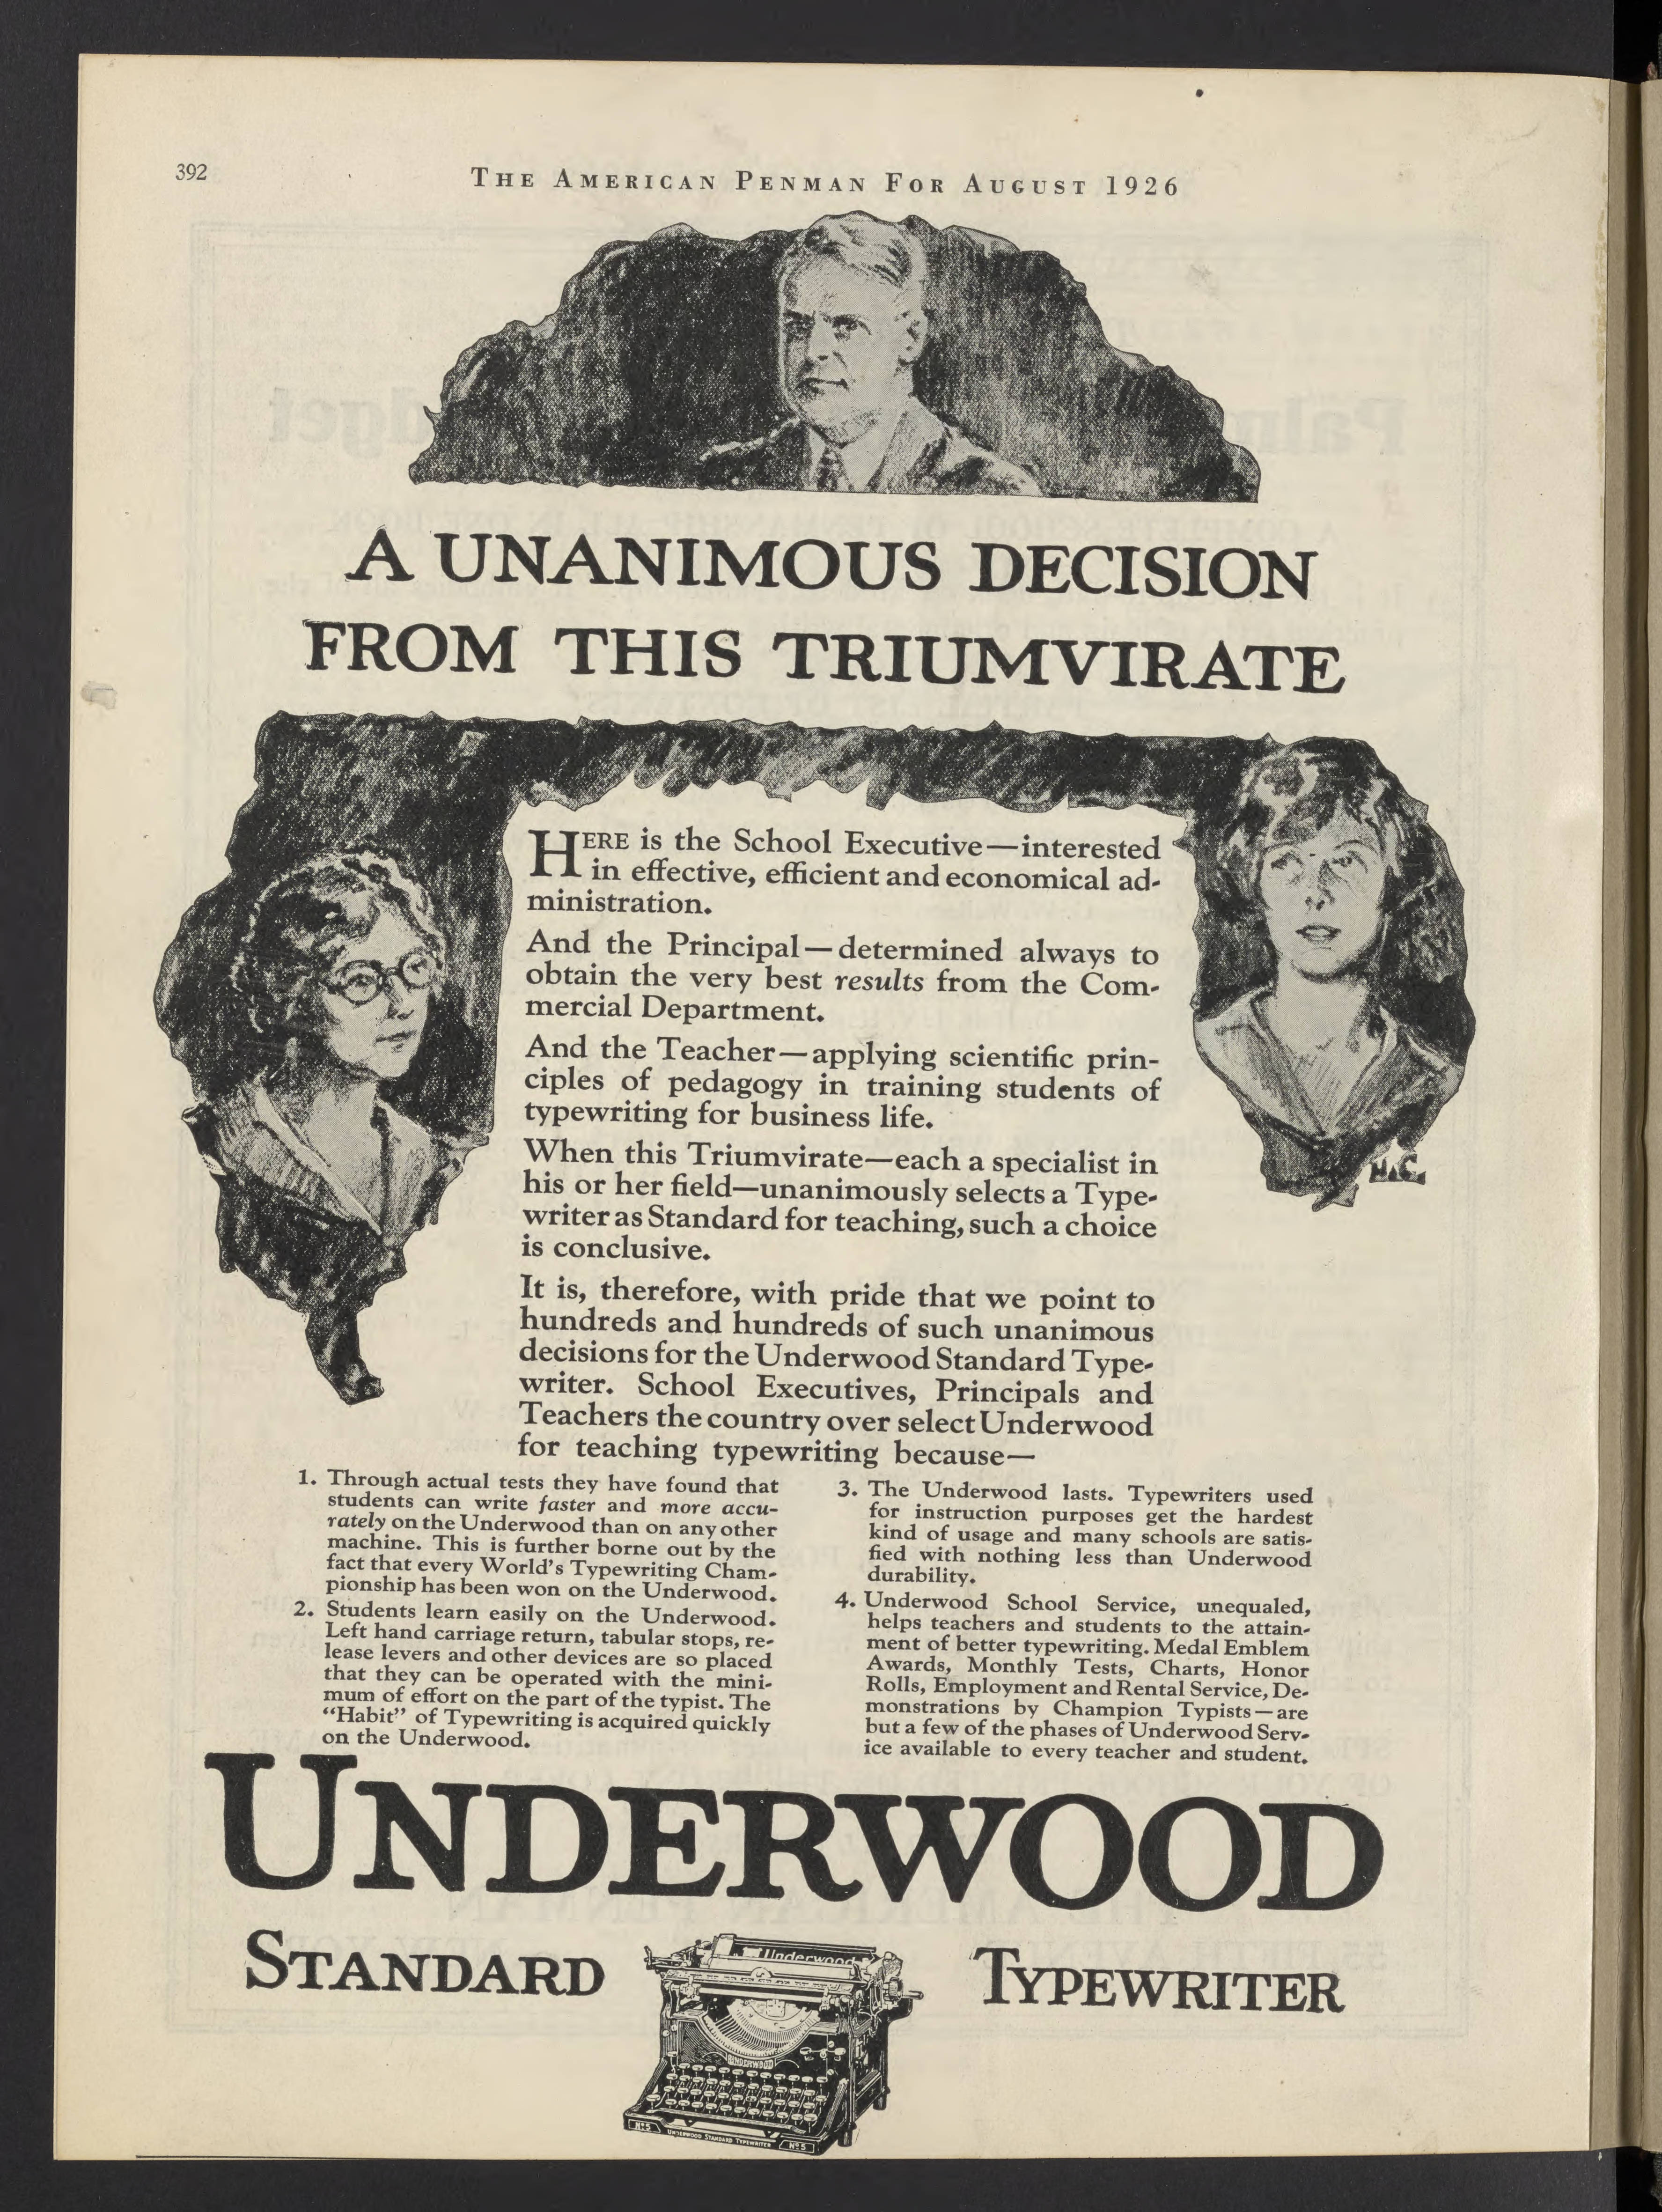 392
THE AMERICAN PENMAN FOR AUGUST 1926
A UNANIMOUS DECISION
FROM THIS TRIUMVIRATE
HERE is the School Executive—interested
in effective, efficient and economical ad-
ministration.
And the Principal—determined always to
obtain the very best results from the Com-
mercial Department.
And the Teacher—applying scientific prin-
ciples of pedagogy in training students of
typewriting for business life.
When this Triumvirate—each a specialist in
his or her field—unanimously selects a Type-
writer as Standard for teaching, such a choice
is conclusive.
It is, therefore, with pride that we point to
hundreds and hundreds of such unanimous
decisions for the Underwood Standard Type-
writer. School Executives, Principals and
Teachers the country over select Underwood
for teaching typewriting because—
H.C.
1. Through actual tests they have found that
students can write faster and more accu-
rately on the Underwood than on any other
machine. This is further borne out by the
fact that every World's Typewriting Cham-
pionship has been won on the Underwood.
2. Students learn easily on the Underwood.
Left hand carriage return, tabular stops, re-
lease levers and other devices are so placed
that they can be operated with the mini-
mum of effort on the part of the typist. The
"Habit" of Typewriting is acquired quickly
on the Underwood.
3. The Underwood lasts. Typewriters used
for instruction purposes get the hardest
kind of usage and many schools are satis-
fied with nothing less than Underwood
durability.
4. Underwood School Service, unequaled,
helps teachers and students to the attain-
ment of better typewriting. Medal Emblem
Awards, Monthly Tests, Charts, Honor
Rolls, Employment and Rental Service, De-
monstrations by Champion Typists—are
but a few of the phases of Underwood Serv-
ice available to every teacher and student.
UNDERWOOD
STANDARD TYPEWRITER
Underwood
UNDERWOOD
No 5 UNDERWOOD STANDARD TYPEWRITER No 5